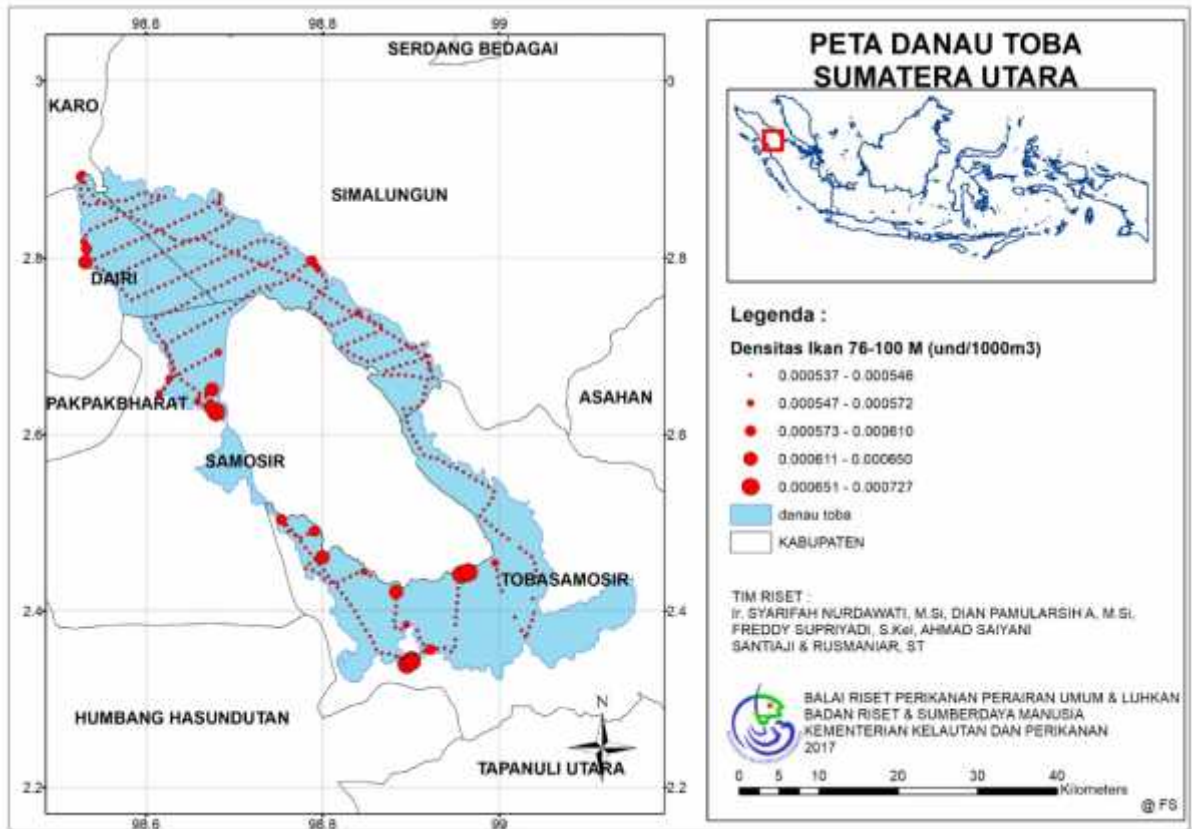 98.6
98.8
99
SERDANG BEDAGAI
3
3
KARO
SIMALUNGUN
2.8
2.8
DAIRI
ASAHAN
PAKPAKBHARAT
2.6
2.6
SAMOSIR
TOBASAMOSIR
2.4
2.4
HUMBANG HASUNDUTAN
N
TAPANULI UTARA
2.2
2.2
98.6
98.8
99
PETA DANAU TOBA
SUMATERA UTARA
Legenda :
Densitas Ikan 76-100 M (und/1000m3)
0.000537 - 0.000546
0.000547 - 0.000572
0.000573 - 0.000610
0.000611 - 0.000650
0.000651 - 0.000727
danau toba
KABUPATEN
TIM RISET :
Ir. SYARIFAH NURDAWATI, M.Si, DIAN PAMULARSIH A, M.Si,
FREDDY SUPRIYADI, S.Kel, AHMAD SAIYANI
SANTIAJI & RUSMANIAR, ST
BALAI RISET PERIKANAN PERAIRAN UMUM & LUHKAN
BADAN RISET & SUMBERDAYA MANUSIA
KEMENTERIAN KELAUTAN DAN PERIKANAN
2017
0 5 10 20 30 40
Kilometers
@ FS